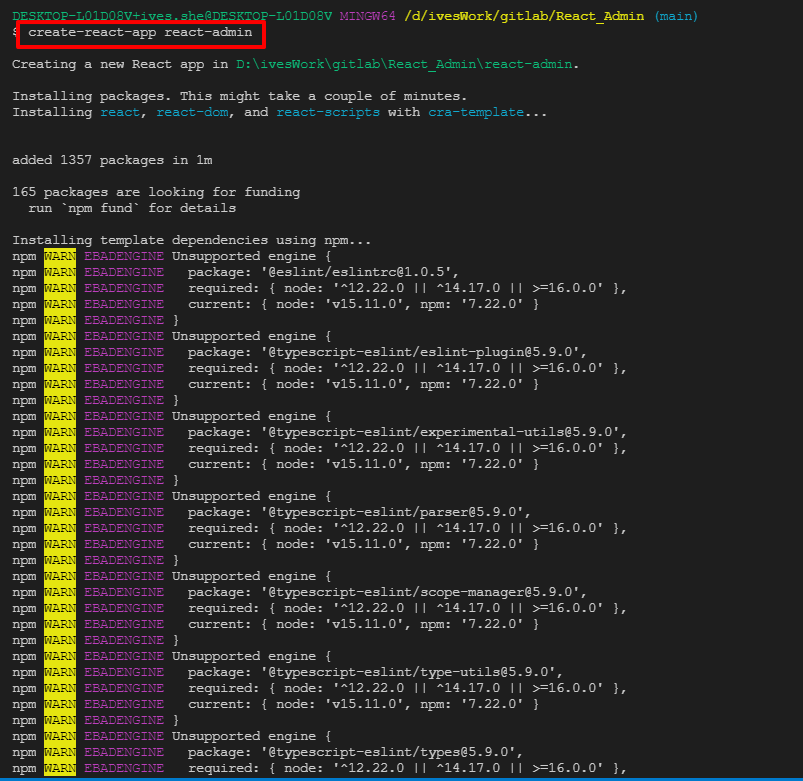 DESKTOP-L01D08V+ives.she@DESKTOP-L01D08V MINGW64 /d/ivesWork/gitlab/React_Admin (main)
$ create-react-app react-admin
Creating a new React app in D:\ivesWork\gitlab\React_Admin\react-admin.
Installing packages. This might take a couple of minutes.
Installing react, react-dom, and react-scripts with cra-template...
added 1357 packages in 1m
165 packages are looking for funding
  run `npm fund` for details
Installing template dependencies using npm...
npm WARN EBADENGINE Unsupported engine {
npm WARN EBADENGINE   package: '@eslint/eslintrc@1.0.5',
npm WARN EBADENGINE   required: { node: '^12.22.0 || ^14.17.0 || >=16.0.0' },
npm WARN EBADENGINE   current: { node: 'v15.11.0', npm: '7.22.0' }
npm WARN EBADENGINE }
npm WARN EBADENGINE Unsupported engine {
npm WARN EBADENGINE   package: '@typescript-eslint/eslint-plugin@5.9.0',
npm WARN EBADENGINE   required: { node: '^12.22.0 || ^14.17.0 || >=16.0.0' },
npm WARN EBADENGINE   current: { node: 'v15.11.0', npm: '7.22.0' }
npm WARN EBADENGINE }
npm WARN EBADENGINE Unsupported engine {
npm WARN EBADENGINE   package: '@typescript-eslint/experimental-utils@5.9.0',
npm WARN EBADENGINE   required: { node: '^12.22.0 || ^14.17.0 || >=16.0.0' },
npm WARN EBADENGINE   current: { node: 'v15.11.0', npm: '7.22.0' }
npm WARN EBADENGINE }
npm WARN EBADENGINE Unsupported engine {
npm WARN EBADENGINE   package: '@typescript-eslint/parser@5.9.0',
npm WARN EBADENGINE   required: { node: '^12.22.0 || ^14.17.0 || >=16.0.0' },
npm WARN EBADENGINE   current: { node: 'v15.11.0', npm: '7.22.0' }
npm WARN EBADENGINE }
npm WARN EBADENGINE Unsupported engine {
npm WARN EBADENGINE   package: '@typescript-eslint/scope-manager@5.9.0',
npm WARN EBADENGINE   required: { node: '^12.22.0 || ^14.17.0 || >=16.0.0' },
npm WARN EBADENGINE   current: { node: 'v15.11.0', npm: '7.22.0' }
npm WARN EBADENGINE }
npm WARN EBADENGINE Unsupported engine {
npm WARN EBADENGINE   package: '@typescript-eslint/type-utils@5.9.0',
npm WARN EBADENGINE   required: { node: '^12.22.0 || ^14.17.0 || >=16.0.0' },
npm WARN EBADENGINE   current: { node: 'v15.11.0', npm: '7.22.0' }
npm WARN EBADENGINE }
npm WARN EBADENGINE Unsupported engine {
npm WARN EBADENGINE   package: '@typescript-eslint/types@5.9.0',
npm WARN EBADENGINE   required: { node: '^12.22.0 || ^14.17.0 || >=16.0.0' },